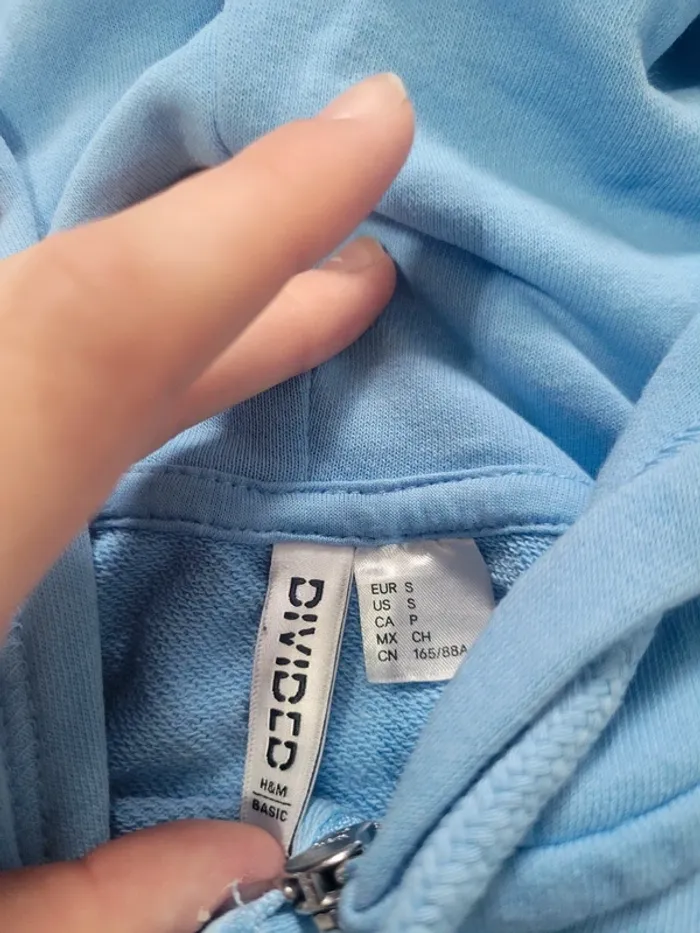 DIVIDED
H&M
BASIC
EUR S
US S
CA P
MX CH
CN 165/88A